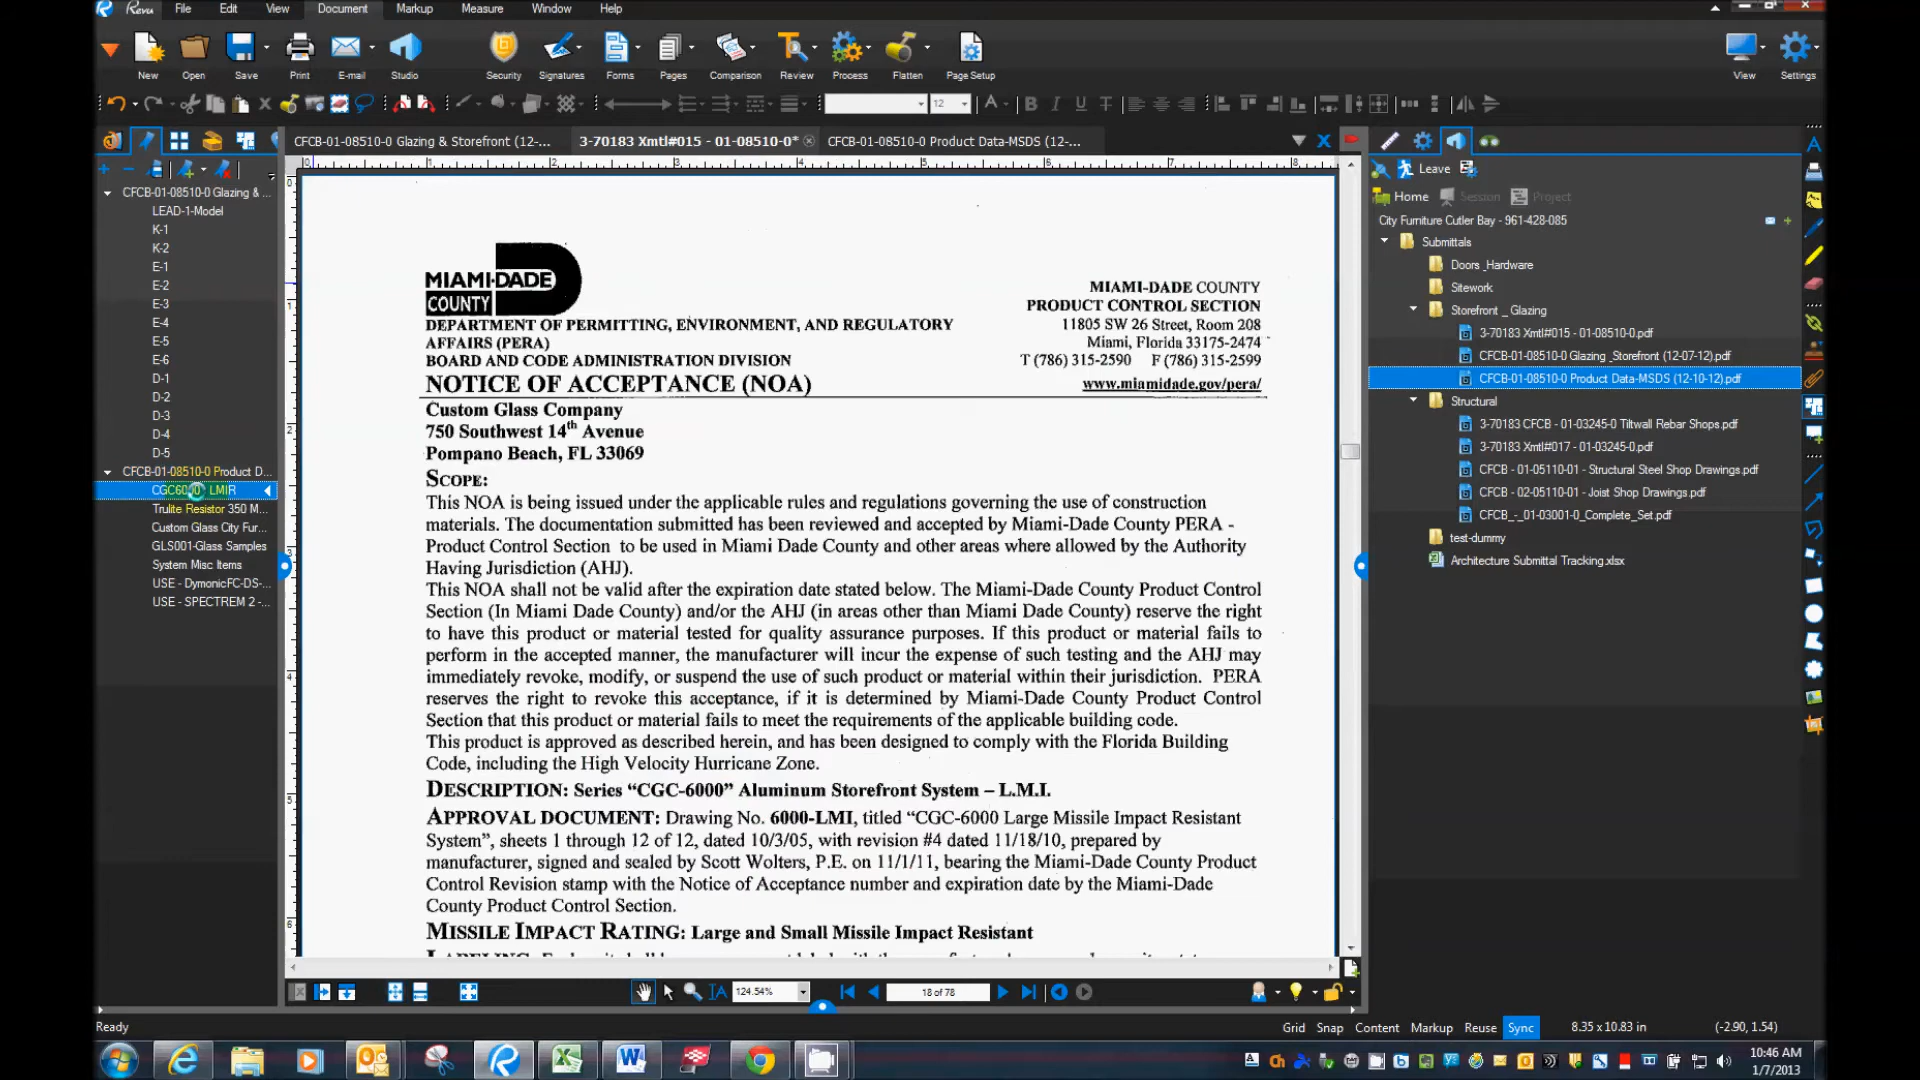 Revu File Edit View Document Markup Measure Window Help
New Open Save Print E-mail Studio Security Signatures Forms Pages Comparison Review Process Flatten Page Setup View Settings
12
CFCB-01-08510-0 Glazing & Storefront (12-...
3-70183 Xmtl#015 - 01-08510-0*
CFCB-01-08510-0 Product Data-MSDS (12-...
CFCB-01-08510-0 Glazing & ...
LEAD-1-Model
K-1
K-2
E-1
E-2
E-3
E-4
E-5
E-6
D-1
D-2
D-3
D-4
D-5
CFCB-01-08510-0 Product D...
Trulite Resistor 350 M...
Custom Glass City Fur...
GLS001-Glass Samples
System Misc Items
USE - DymonicFC-DS-...
USE - SPECTREM 2 -...
MIAMI-DADE
COUNTY
DEPARTMENT OF PERMITTING, ENVIRONMENT, AND REGULATORY
AFFAIRS (PERA)
BOARD AND CODE ADMINISTRATION DIVISION
NOTICE OF ACCEPTANCE (NOA)
MIAMI-DADE COUNTY
PRODUCT CONTROL SECTION
11805 SW 26 Street, Room 208
Miami, Florida 33175-2474
T (786) 315-2590 F (786) 315-2599
www.miamidade.gov/pera/
Custom Glass Company
750 Southwest 14th Avenue
Pompano Beach, FL 33069
SCOPE:
This NOA is being issued under the applicable rules and regulations governing the use of construction
materials. The documentation submitted has been reviewed and accepted by Miami-Dade County PERA -
Product Control Section to be used in Miami Dade County and other areas where allowed by the Authority
Having Jurisdiction (AHJ).
This NOA shall not be valid after the expiration date stated below. The Miami-Dade County Product Control
Section (In Miami Dade County) and/or the AHJ (in areas other than Miami Dade County) reserve the right
to have this product or material tested for quality assurance purposes. If this product or material fails to
perform in the accepted manner, the manufacturer will incur the expense of such testing and the AHJ may
immediately revoke, modify, or suspend the use of such product or material within their jurisdiction. PERA
reserves the right to revoke this acceptance, if it is determined by Miami-Dade County Product Control
Section that this product or material fails to meet the requirements of the applicable building code.
This product is approved as described herein, and has been designed to comply with the Florida Building
Code, including the High Velocity Hurricane Zone.
DESCRIPTION: Series “CGC-6000” Aluminum Storefront System – L.M.I.
APPROVAL DOCUMENT: Drawing No. 6000-LMI, titled “CGC-6000 Large Missile Impact Resistant
System”, sheets 1 through 12 of 12, dated 10/3/05, with revision #4 dated 11/18/10, prepared by
manufacturer, signed and sealed by Scott Wolters, P.E. on 11/1/11, bearing the Miami-Dade County Product
Control Revision stamp with the Notice of Acceptance number and expiration date by the Miami-Dade
County Product Control Section.
MISSILE IMPACT RATING: Large and Small Missile Impact Resistant
Leave
Home Session Project
City Furniture Cutler Bay - 961-428-085
Submittals
Doors _Hardware
Sitework
Storefront _ Glazing
3-70183 Xmtl#015 - 01-08510-0.pdf
CFCB-01-08510-0 Glazing _Storefront (12-07-12).pdf
CFCB-01-08510-0 Product Data-MSDS (12-10-12).pdf
Structural
3-70183 CFCB - 01-03245-0 Tiltwall Rebar Shops.pdf
3-70183 Xmtl#017 - 01-03245-0.pdf
CFCB - 01-05110-01 - Structural Steel Shop Drawings.pdf
CFCB - 02-05110-01 - Joist Shop Drawings.pdf
CFCB_-_01-03001-0_Complete_Set.pdf
test-dummy
Architecture Submittal Tracking.xlsx
124.54% 18 of 78
Ready
Grid Snap Content Markup Reuse Sync 8.35 x 10.83 in (-2.90, 1.54)
10:46 AM
1/7/2013